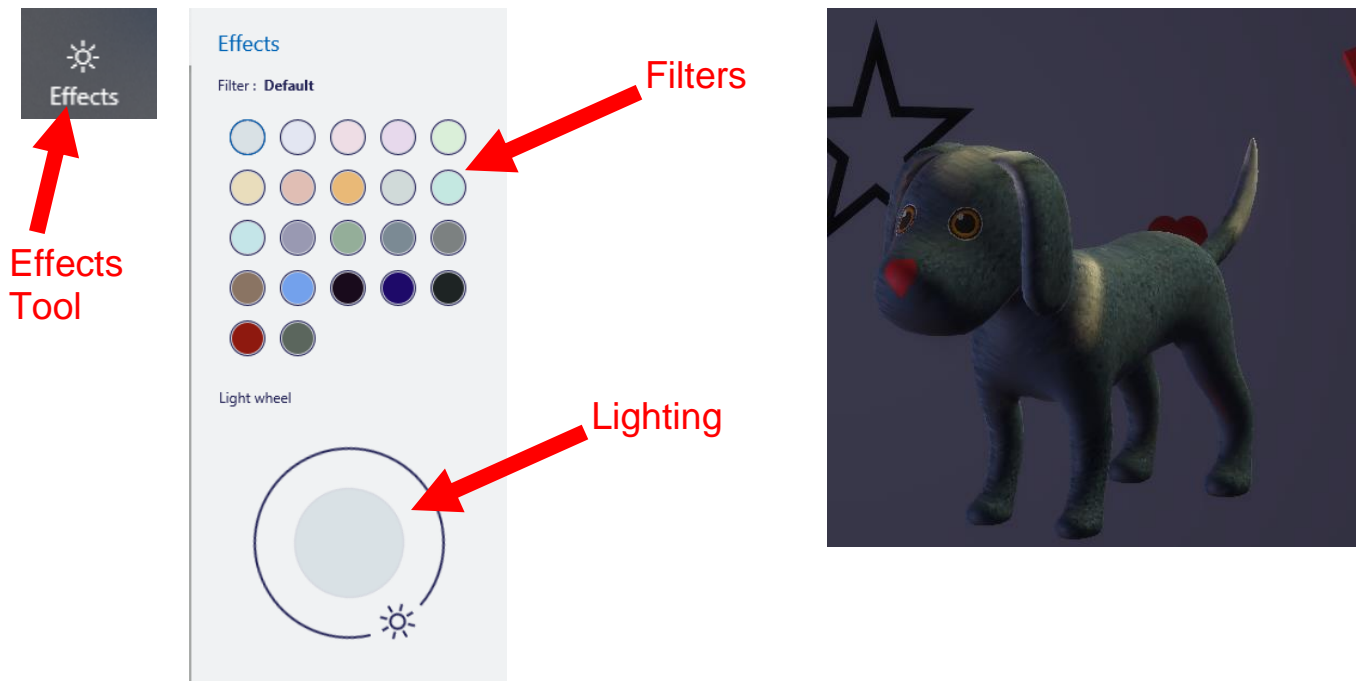 Effects
Effects
Tool
Effects
Filter : Default
Filters
Light wheel
Lighting